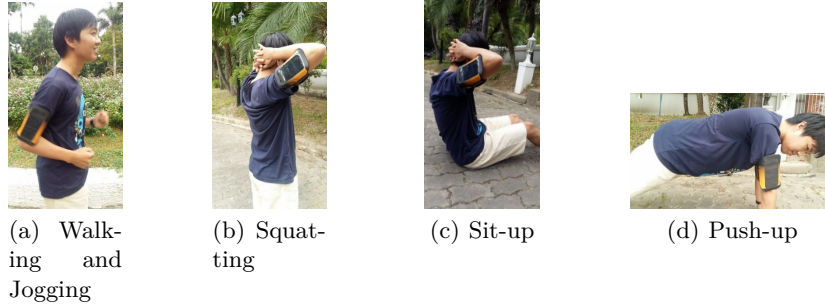 (a) Walk-
ing and
Jogging
(b) Squat-
ting
(c) Sit-up
(d) Push-up